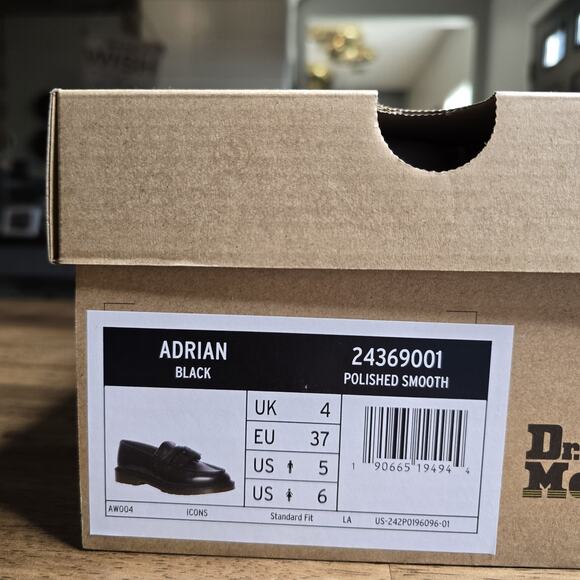 ADRIAN
BLACK
24369001
POLISHED SMOOTH
UK 4
EU 37
US 5
US 6
1 90665 19494 4
AW004 ICONS Standard Fit LA US-242P0196096-01
Dr.